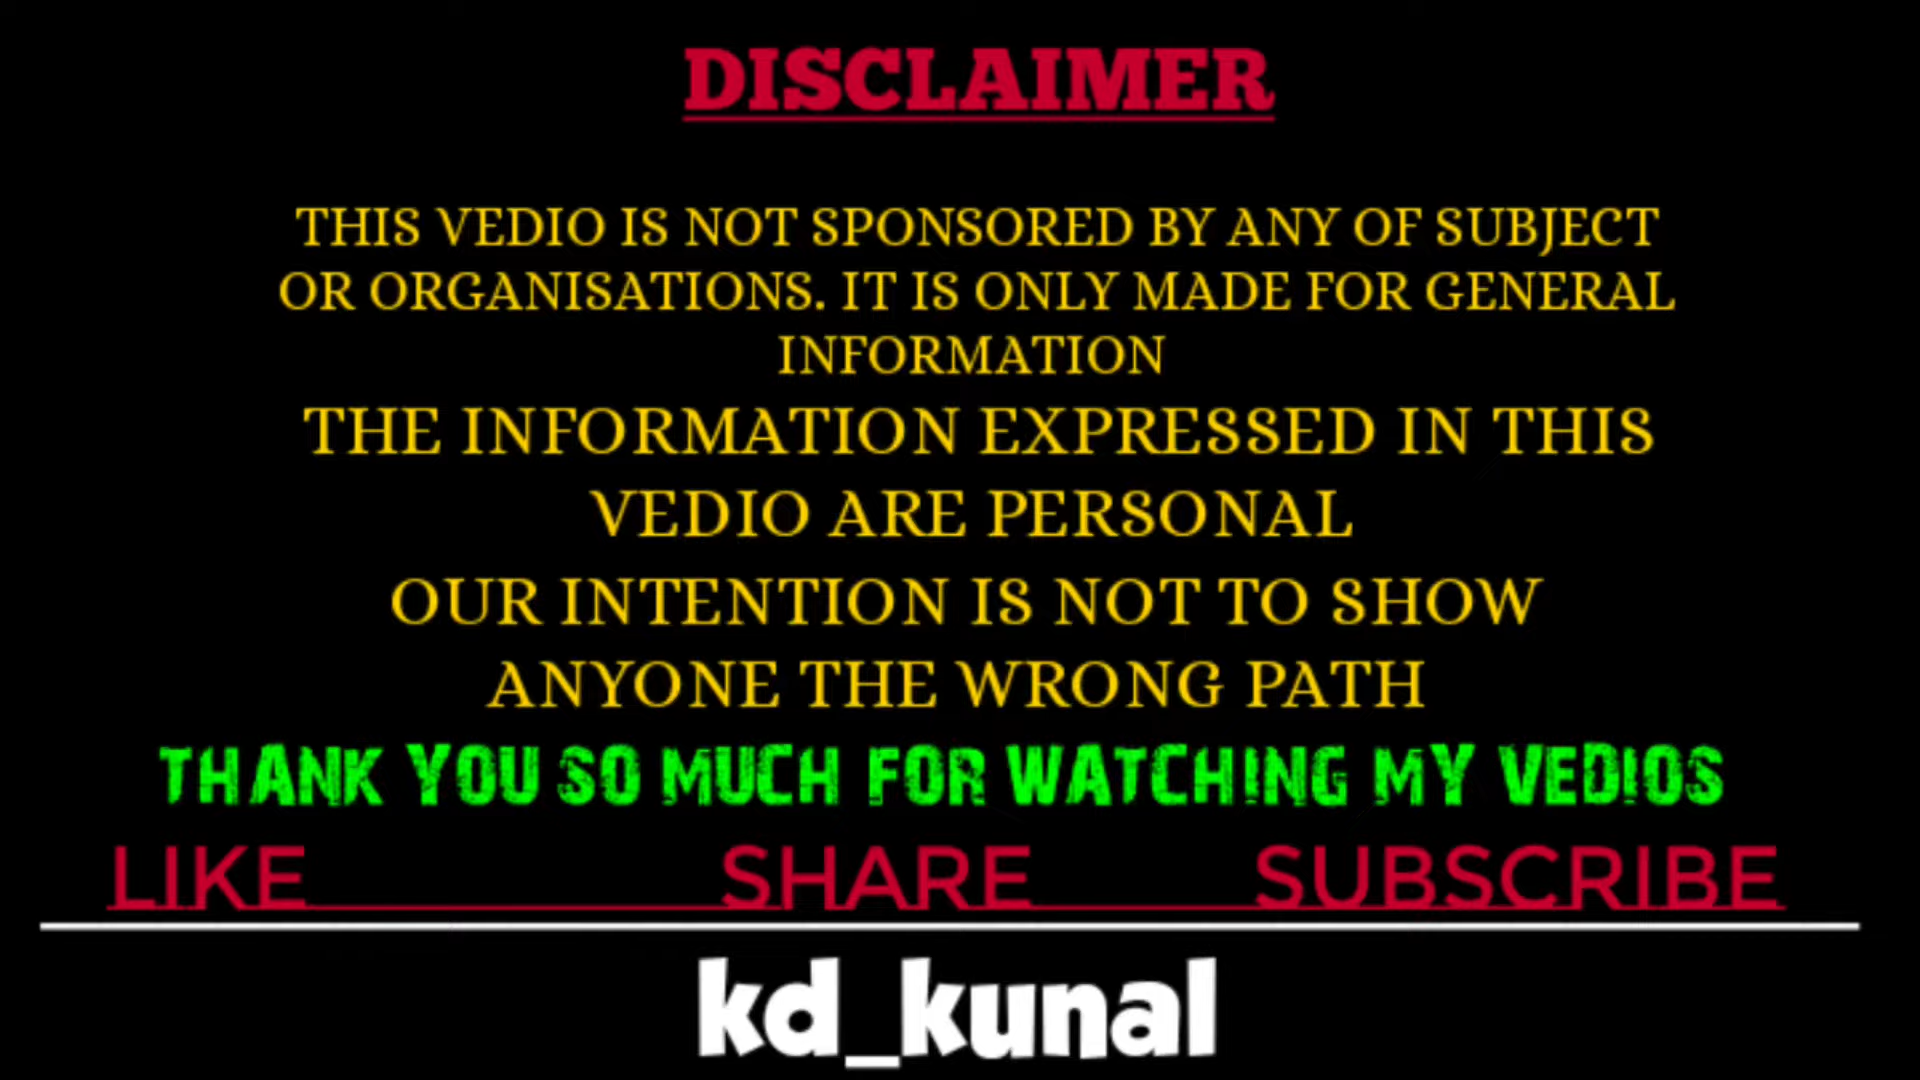 DISCLAIMER
THIS VEDIO IS NOT SPONSORED BY ANY OF SUBJECT
OR ORGANISATIONS. IT IS ONLY MADE FOR GENERAL
INFORMATION
THE INFORMATION EXPRESSED IN THIS
VEDIO ARE PERSONAL
OUR INTENTION IS NOT TO SHOW
ANYONE THE WRONG PATH
THANK YOU SO MUCH FOR WATCHING MY VEDIOS
LIKE SHARE SUBSCRIBE
kd_kunal